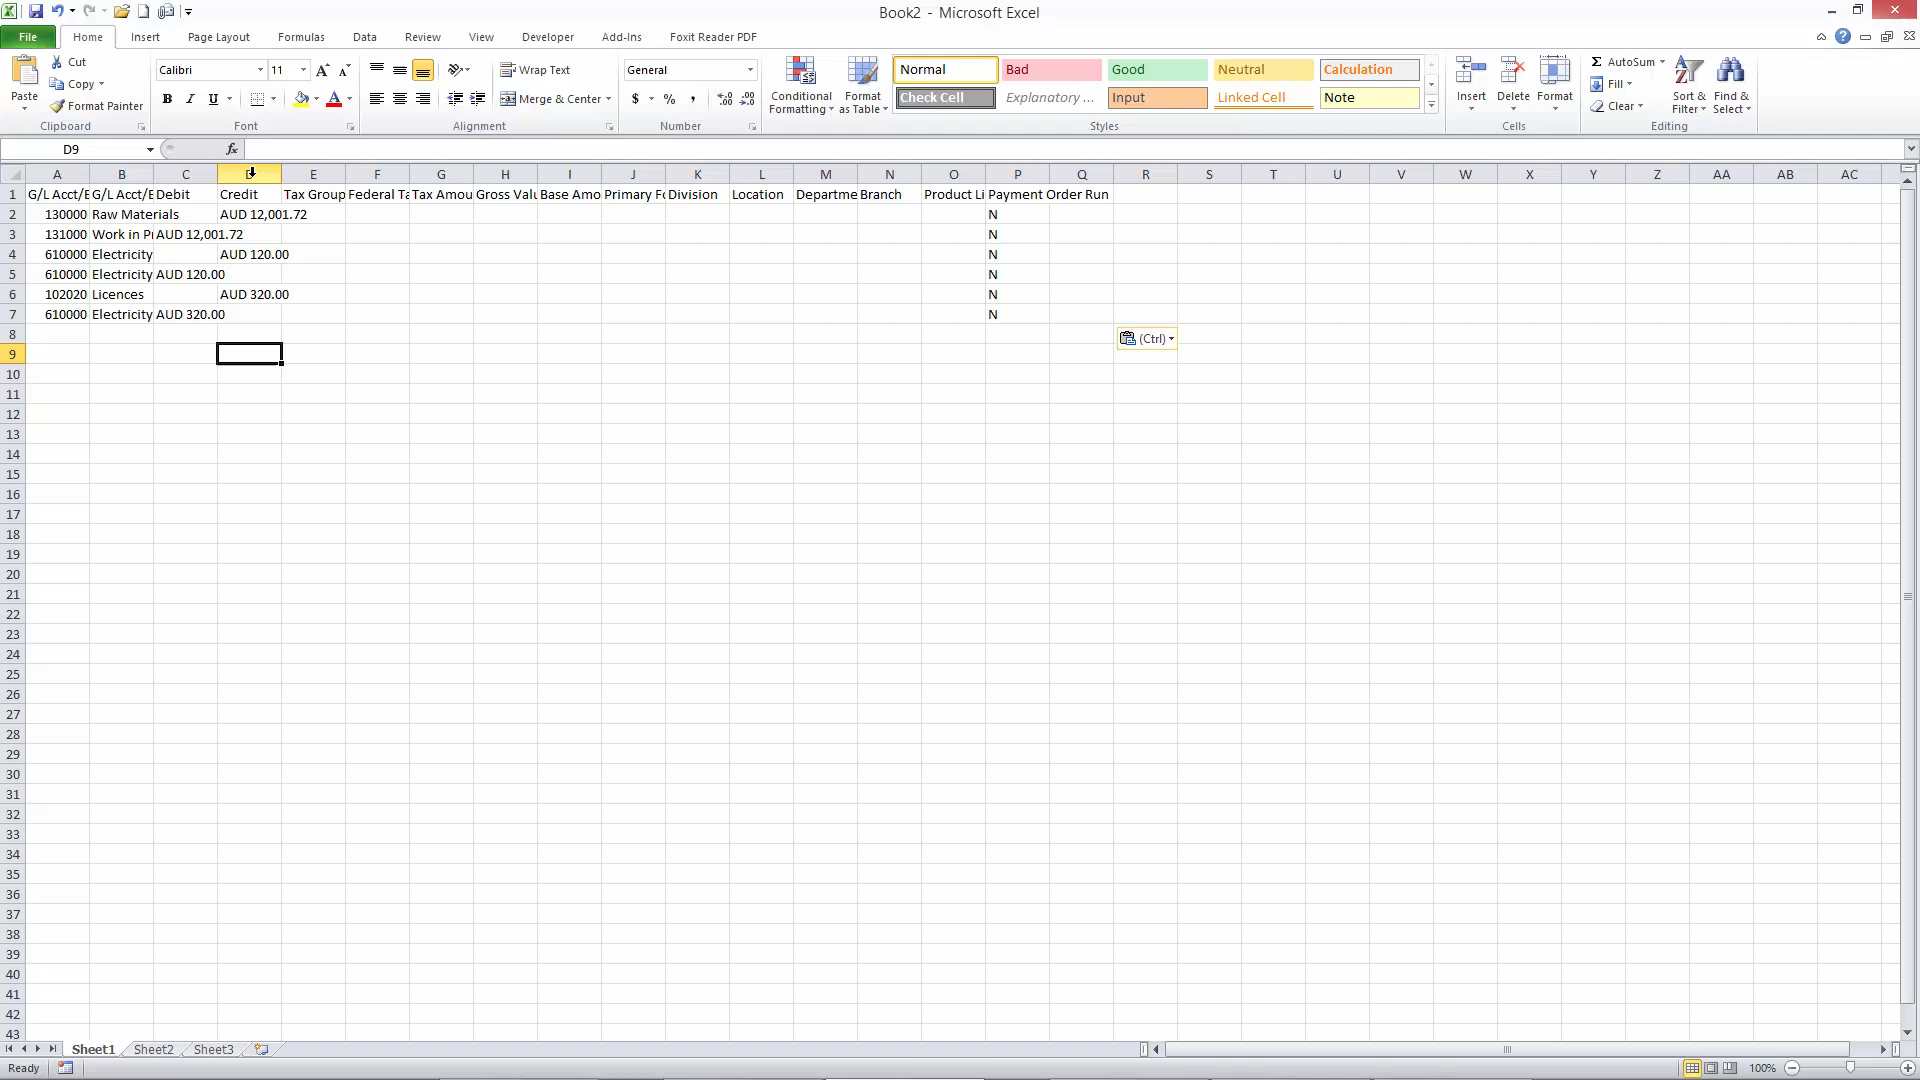 Book2 - Microsoft Excel
File Home Insert Page Layout Formulas Data Review View Developer Add-Ins Foxit Reader PDF
Paste
Cut
Copy
Format Painter
Clipboard
Calibri 11
B I U
Font
Wrap Text
Merge & Center
Alignment
General
$ % ,
Number
Conditional Formatting
Format as Table
Normal Bad Good Neutral Calculation
Check Cell Explanatory ... Input Linked Cell Note
Styles
Insert Delete Format
Cells
AutoSum
Fill
Clear
Sort & Filter
Find & Select
Editing
D9 fx
A B C D E F G H I J K L M N O P Q R S T U V W X Y Z AA AB AC
1 G/L Acct/E G/L Acct/E Debit Credit Tax Group Federal Ta Tax Amou Gross Valu Base Amo Primary Fo Division Location Departme Branch Product Li Payment Order Run
2 130000 Raw Materials AUD 12,001.72 N
3 131000 Work in Pr AUD 12,001.72 N
4 610000 Electricity AUD 120.00 N
5 610000 Electricity AUD 120.00 N
6 102020 Licences AUD 320.00 N
7 610000 Electricity AUD 320.00 N
8 (Ctrl)
9
10
11
12
13
14
15
16
17
18
19
20
21
22
23
24
25
26
27
28
29
30
31
32
33
34
35
36
37
38
39
40
41
42
43
Sheet1 Sheet2 Sheet3
Ready 100%